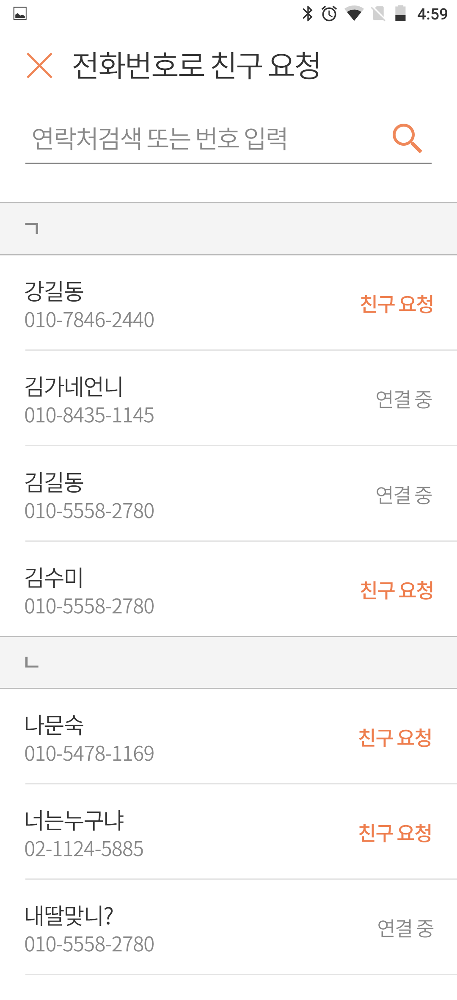 4:59
전화번호로 친구 요청
연락처검색 또는 번호 입력
ㄱ
강길동
010-7846-2440
친구 요청
김가네언니
010-8435-1145
연결 중
김길동
010-5558-2780
연결 중
김수미
010-5558-2780
친구 요청
ㄴ
나문숙
010-5478-1169
친구 요청
너는누구냐
02-1124-5885
친구 요청
내딸맞니?
010-5558-2780
연결 중